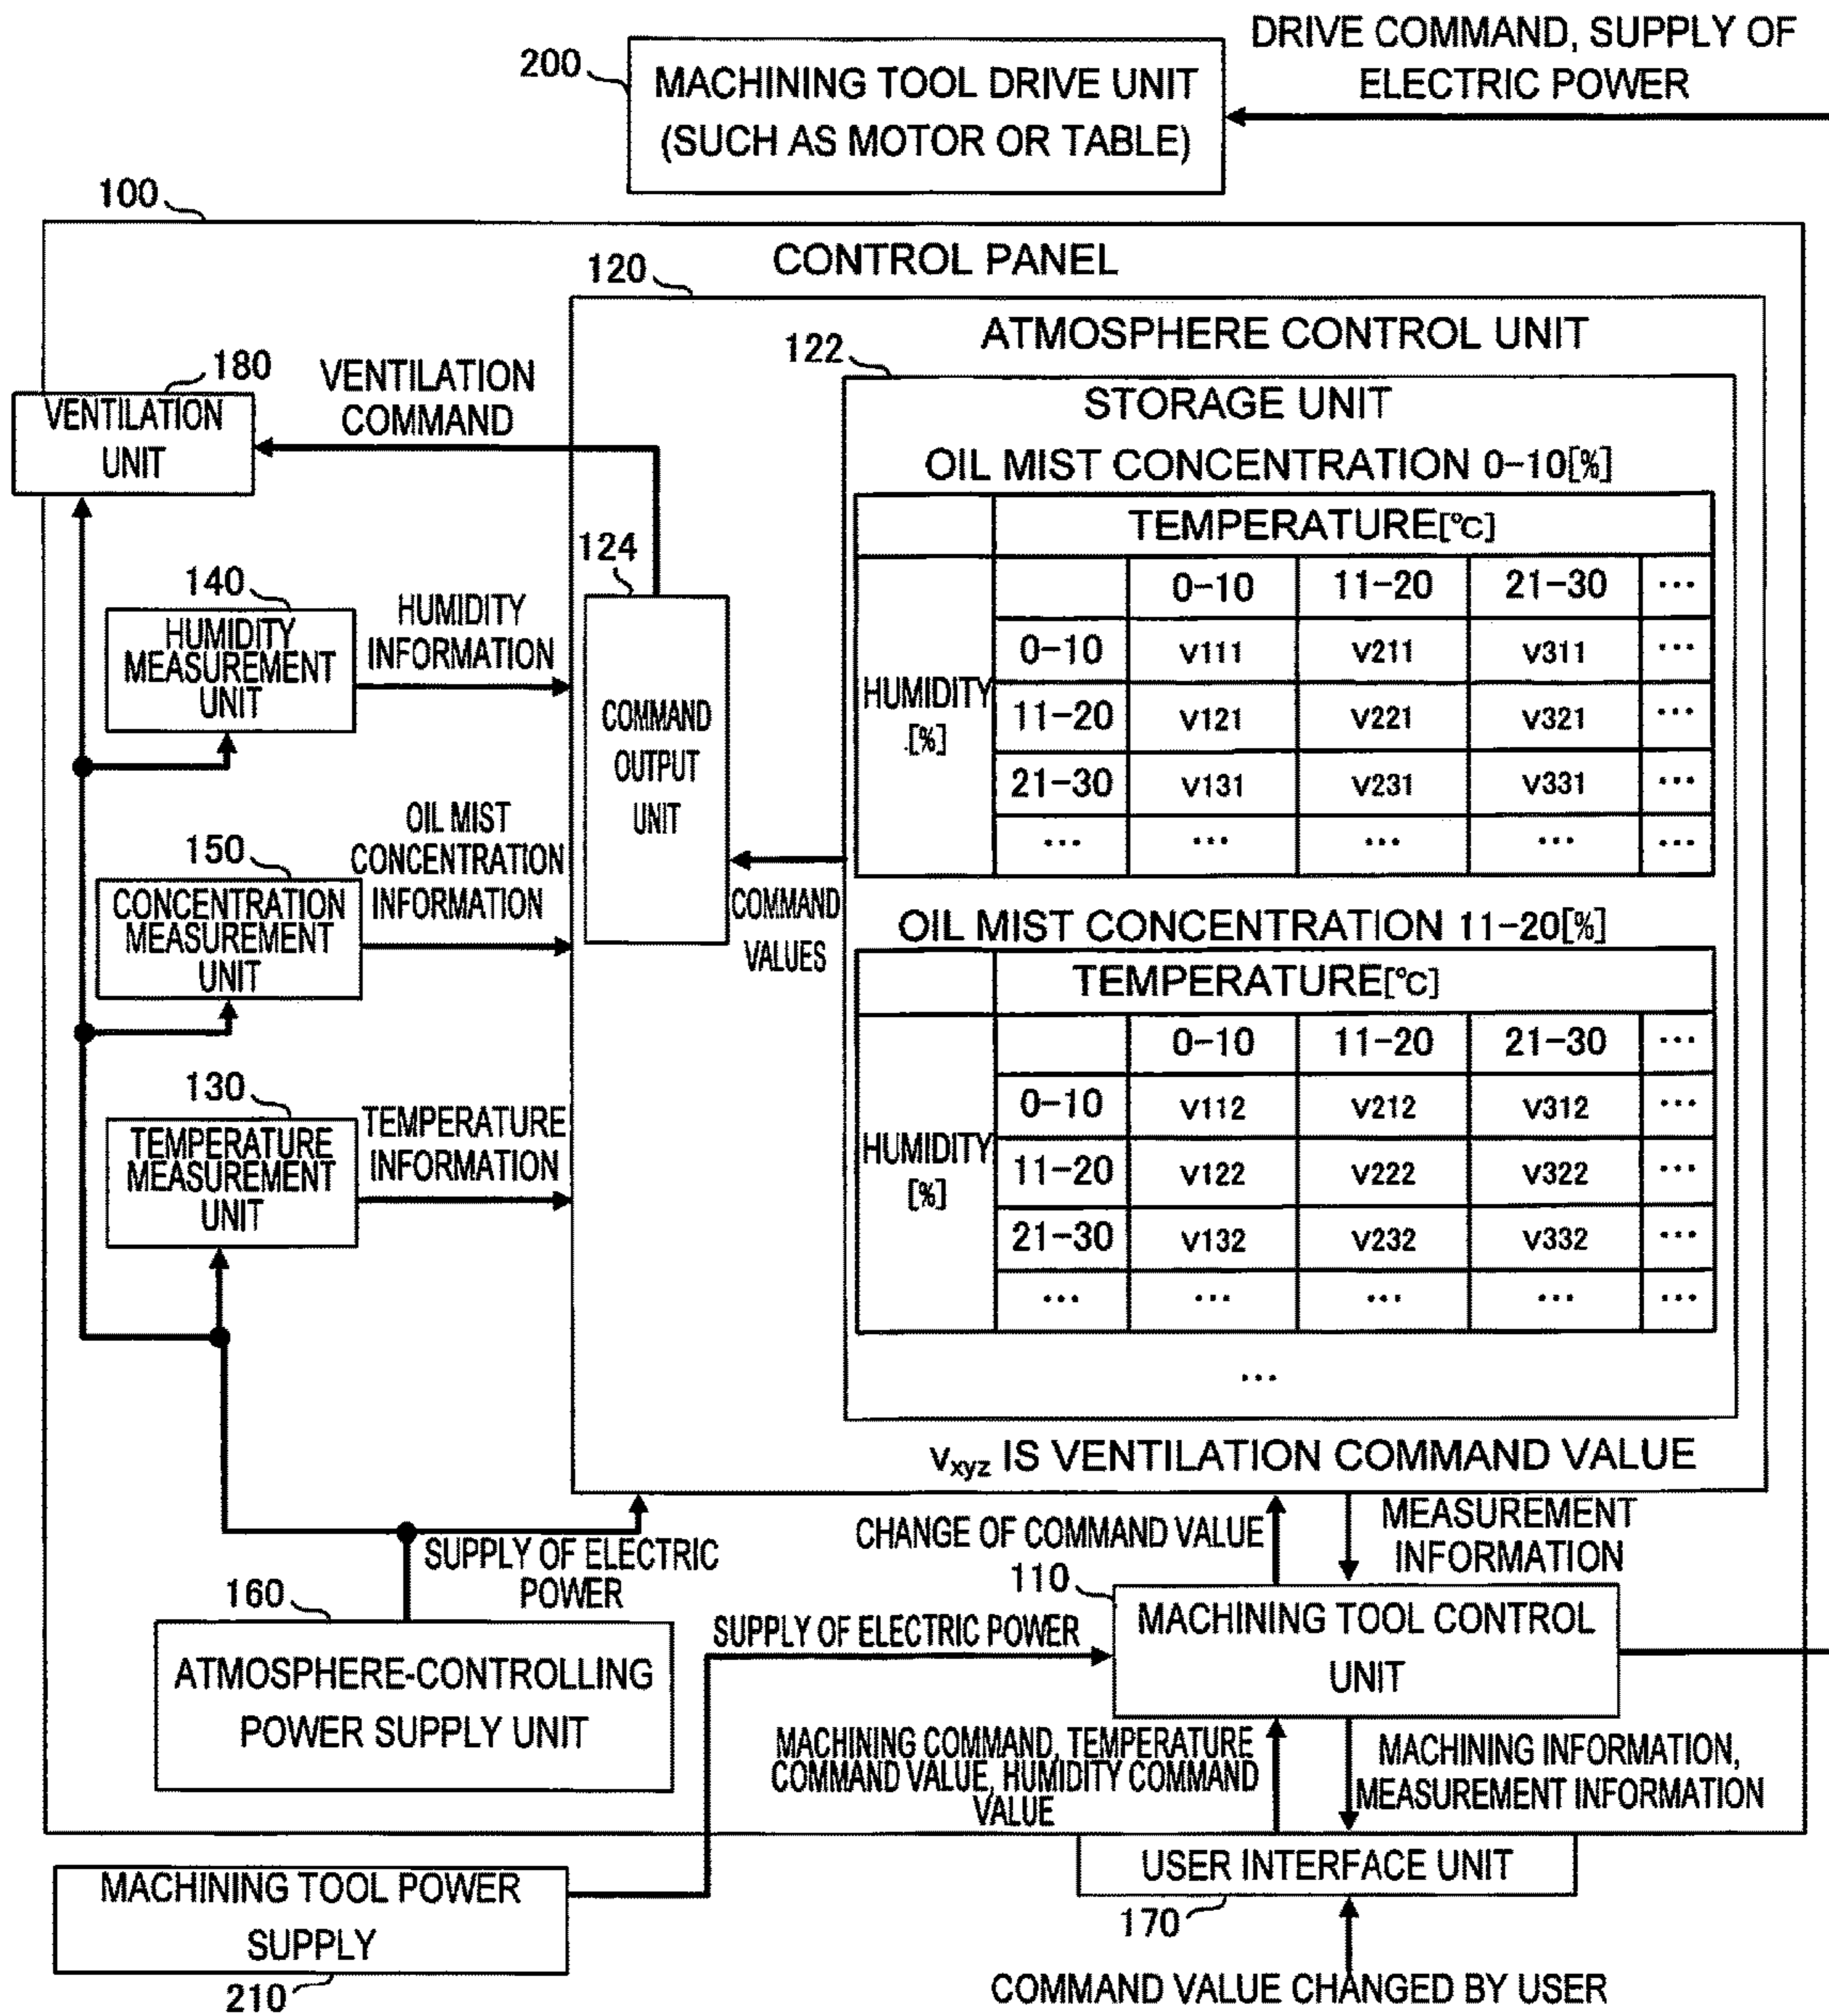 DRIVE COMMAND, SUPPLY OF
ELECTRIC POWER
200
MACHINING TOOL DRIVE UNIT
(SUCH AS MOTOR OR TABLE)
100
CONTROL PANEL
120
ATMOSPHERE CONTROL UNIT
122
STORAGE UNIT
180
VENTILATION
UNIT
VENTILATION
COMMAND
OIL MIST CONCENTRATION 0-10[%]
TEMPERATURE[℃]
0-10 11-20 21-30 ...
HUMIDITY
[%]
0-10 v111 v211 v311 ...
11-20 v121 v221 v321 ...
21-30 v131 v231 v331 ...
... ... ... ... ...
124
COMMAND
OUTPUT
UNIT
140
HUMIDITY
MEASUREMENT
UNIT
HUMIDITY
INFORMATION
150
CONCENTRATION
MEASUREMENT
UNIT
OIL MIST
CONCENTRATION
INFORMATION
COMMAND
VALUES
OIL MIST CONCENTRATION 11-20[%]
TEMPERATURE[℃]
0-10 11-20 21-30 ...
HUMIDITY
[%]
0-10 v112 v212 v312 ...
11-20 v122 v222 v322 ...
21-30 v132 v232 v332 ...
... ... ... ... ...
...
130
TEMPERATURE
MEASUREMENT
UNIT
TEMPERATURE
INFORMATION
vxyz IS VENTILATION COMMAND VALUE
SUPPLY OF ELECTRIC
POWER
CHANGE OF COMMAND VALUE
MEASUREMENT
INFORMATION
160
ATMOSPHERE-CONTROLLING
POWER SUPPLY UNIT
110
MACHINING TOOL CONTROL
UNIT
SUPPLY OF ELECTRIC POWER
MACHINING COMMAND, TEMPERATURE
COMMAND VALUE, HUMIDITY COMMAND
VALUE
MACHINING INFORMATION,
MEASUREMENT INFORMATION
MACHINING TOOL POWER
SUPPLY
210
USER INTERFACE UNIT
170
COMMAND VALUE CHANGED BY USER